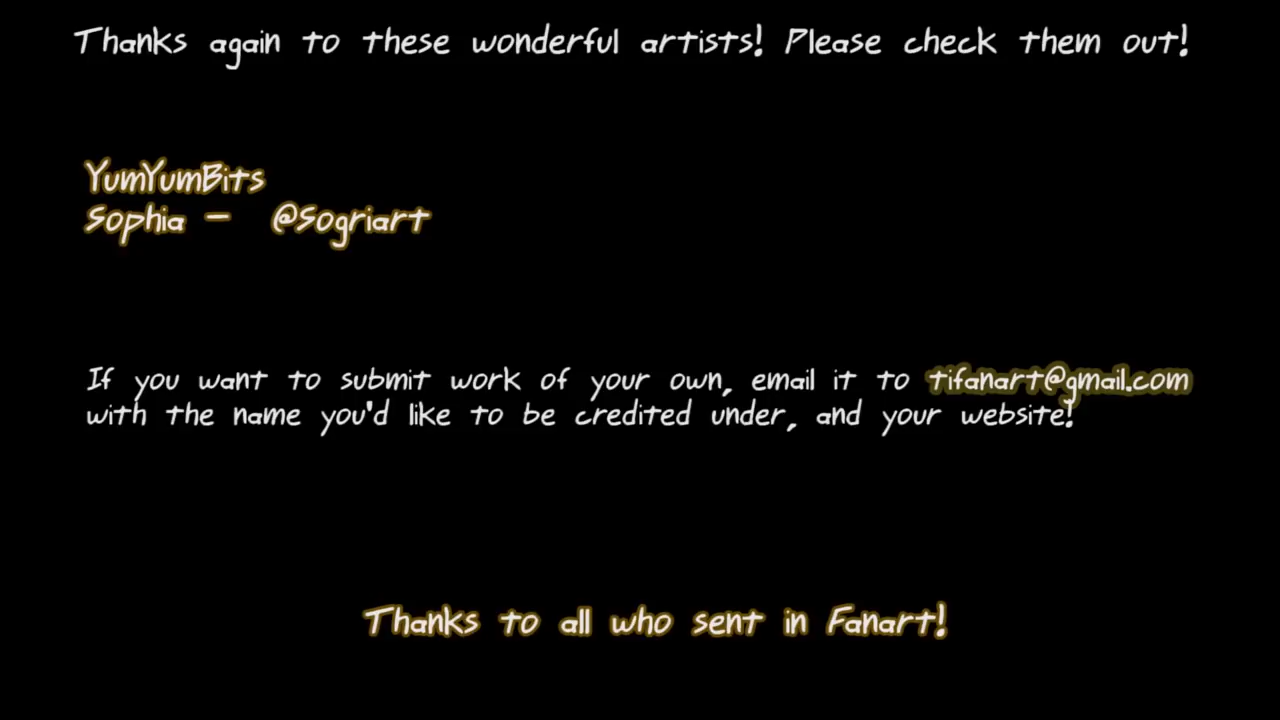 Thanks again to these wonderful artists! Please check them out!
YumYumBits
Sophia - @Sogriart
If you want to submit work of your own, email it to tifanart@gmail.com
with the name you'd like to be credited under, and your website!
Thanks to all who sent in Fanart!